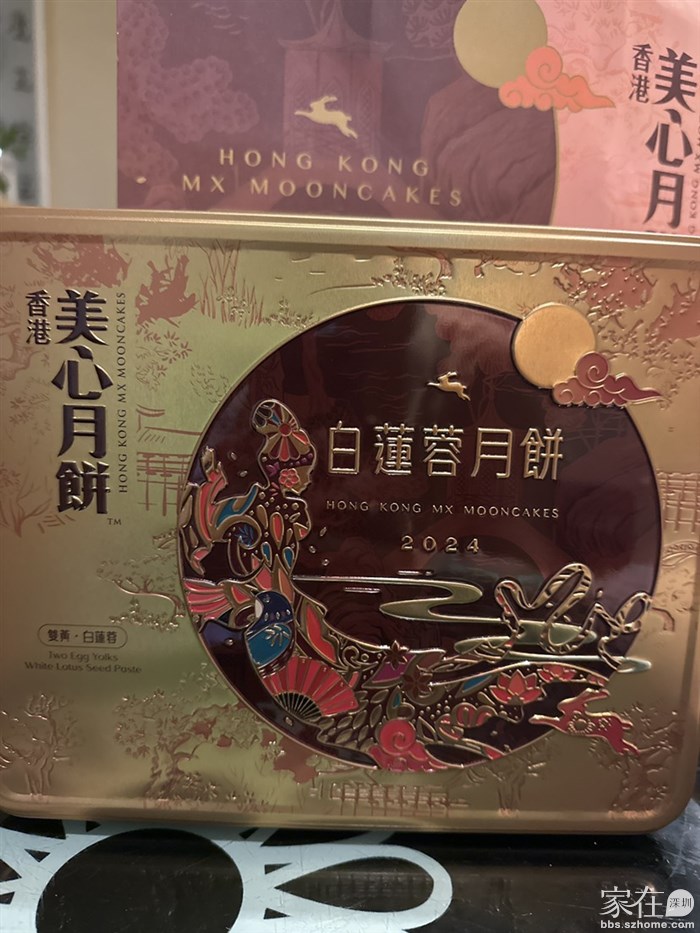 HONG KONG
MX MOONCAKES
香港
美心月
香港
美心月餅
HONG KONG MX MOONCAKES
TM
白蓮蓉月餅
HONG KONG MX MOONCAKES
2024
雙黃·白蓮蓉
Two Egg Yolks
White Lotus Seed Paste
家在深圳
bbs.szhome.com